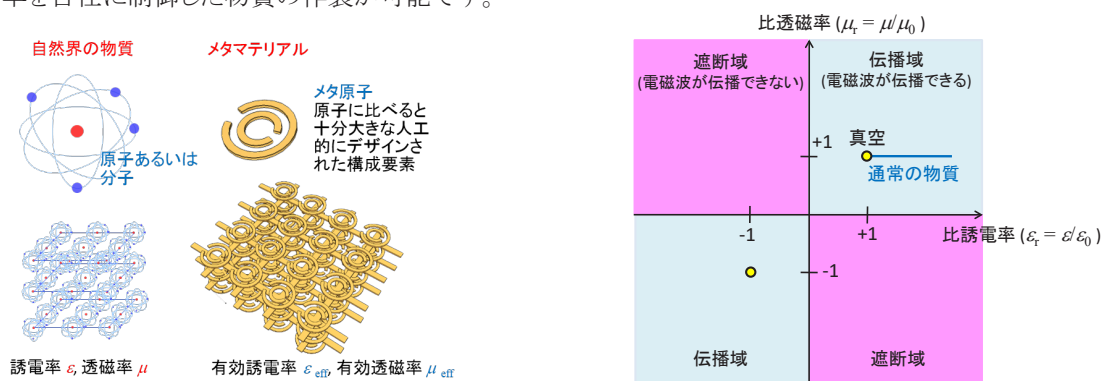 自然界の物質
メタマテリアル
メタ原子
原子に比べると
十分大きな人工
的にデザインさ
れた構成要素
原子あるいは
分子
誘電率 ε, 透磁率 μ
有効誘電率 ε eff, 有効透磁率 μ eff
比透磁率 (μr = μ/μ0 )
遮断域
(電磁波が伝播できない)
伝播域
(電磁波が伝播できる)
+1
真空
通常の物質
-1
+1
比誘電率 (εr = ε/ε0 )
-1
伝播域
遮断域